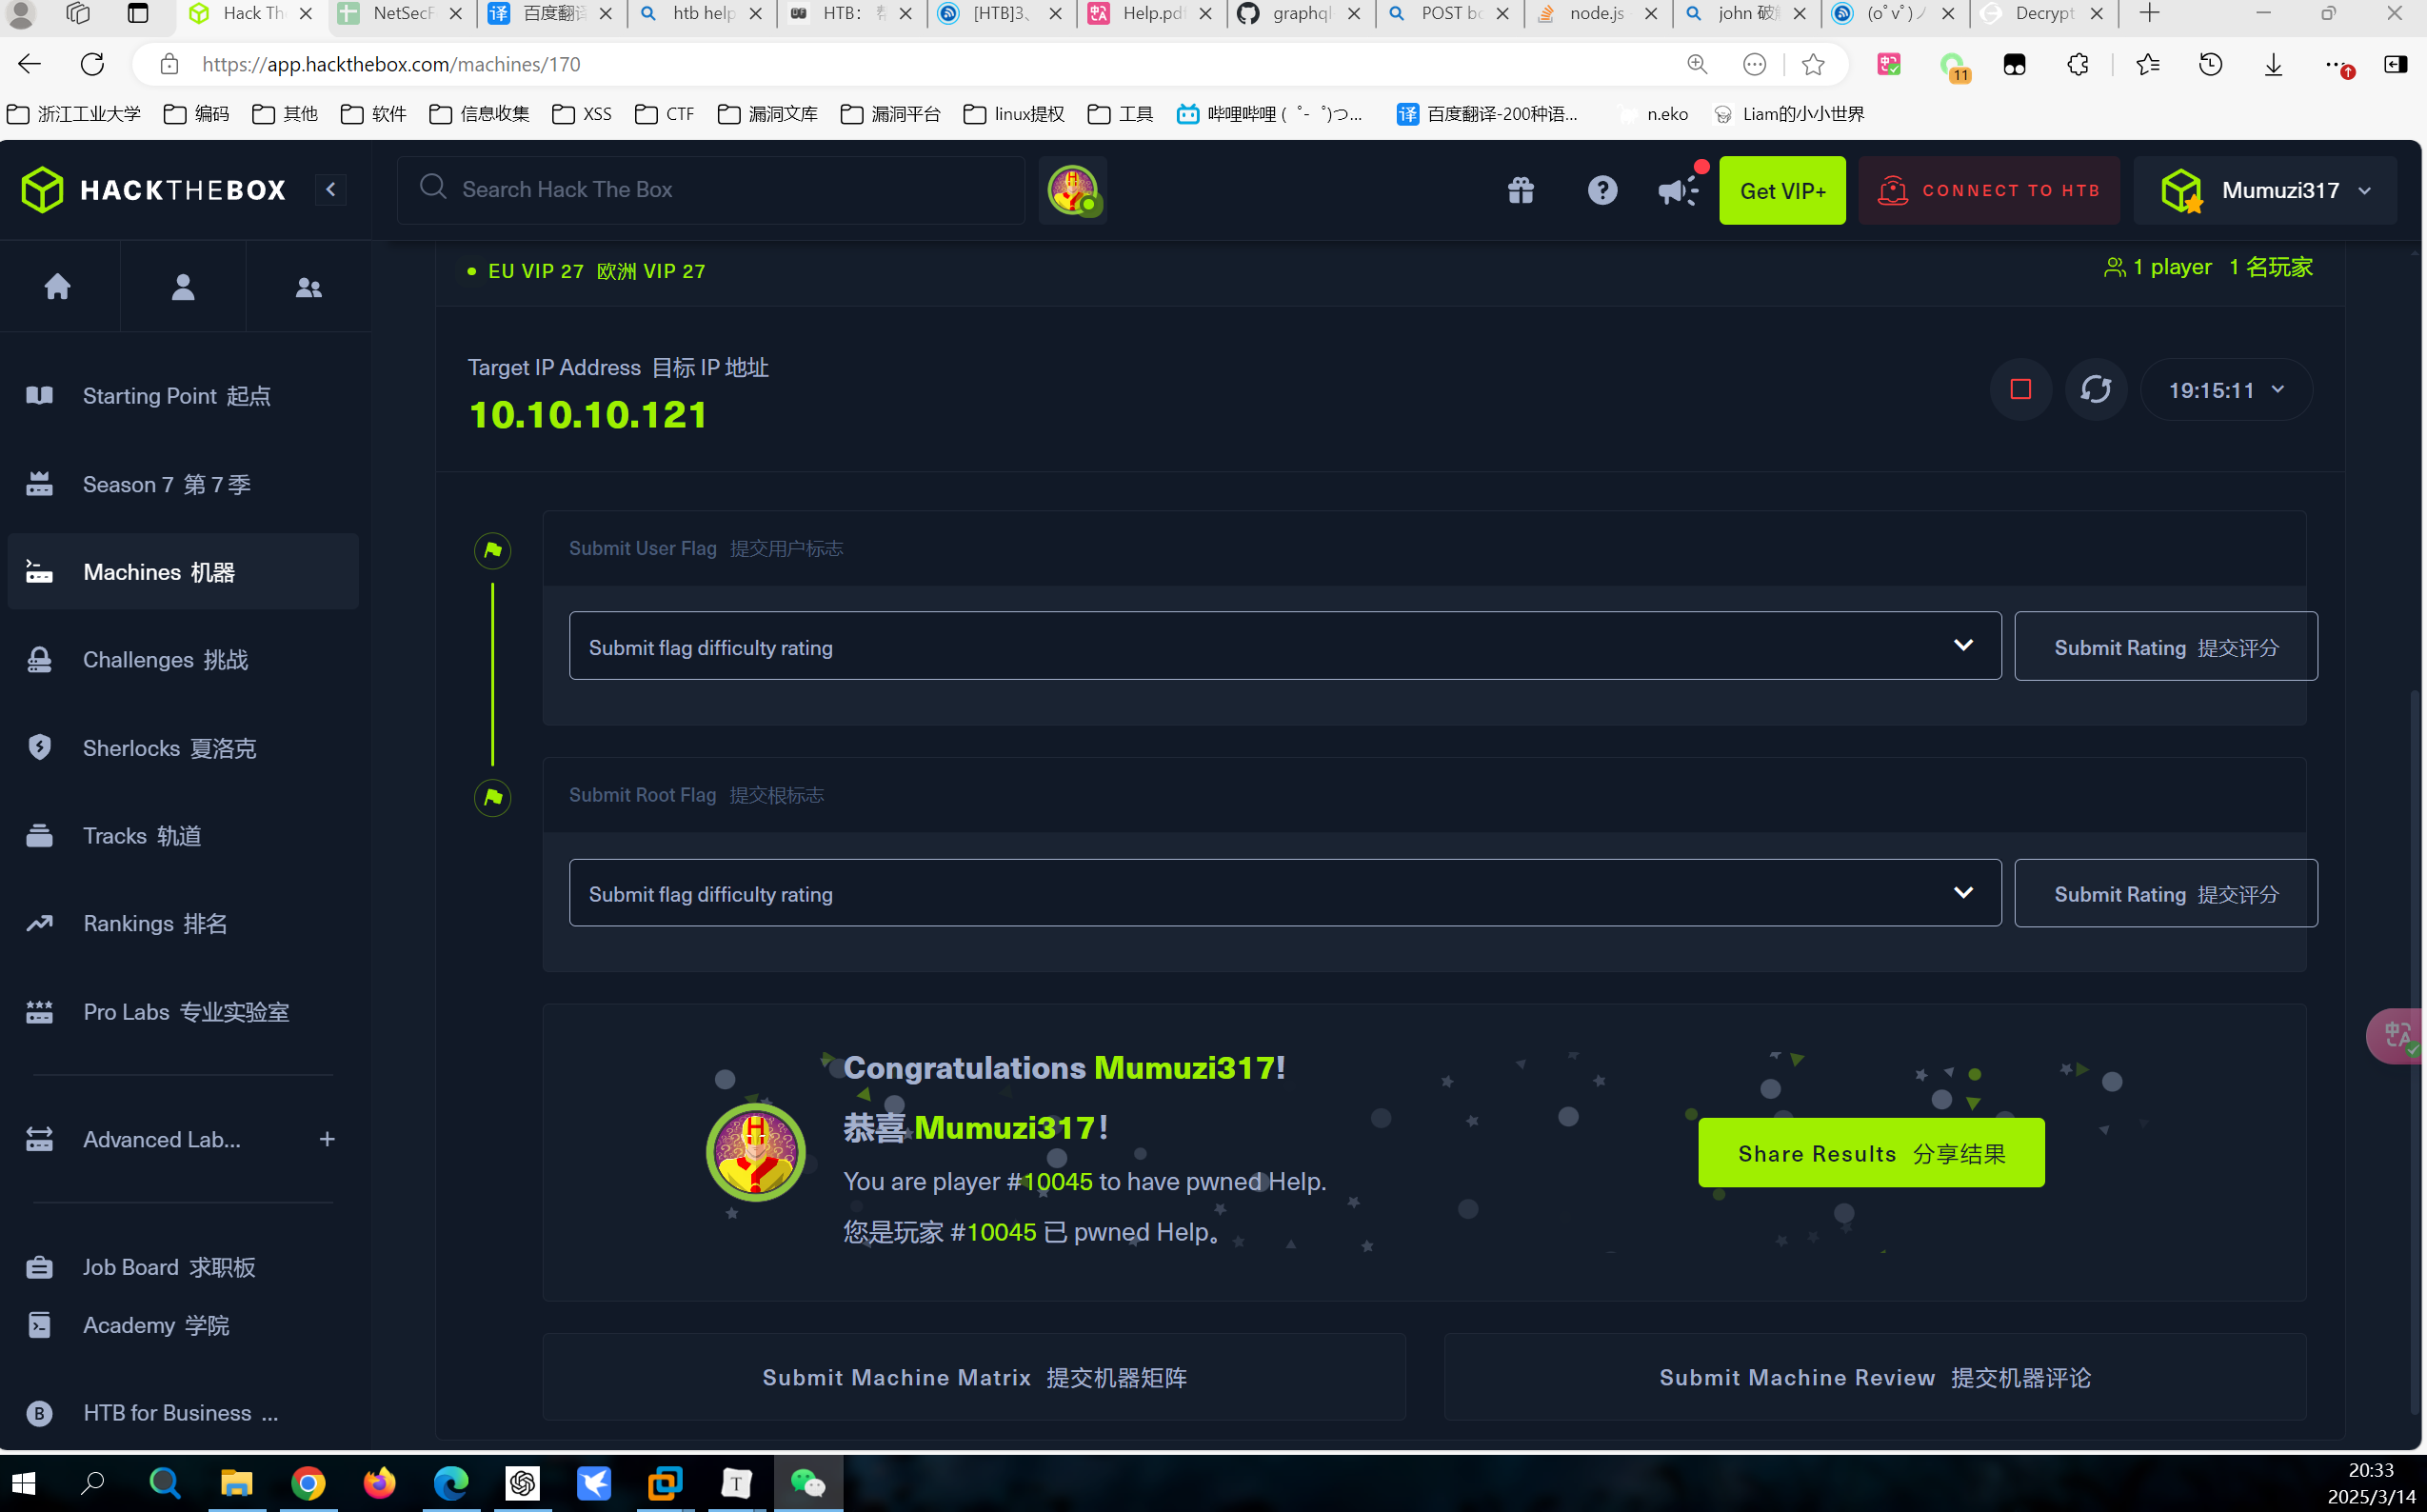 Hack Th
NetSecF
百度翻译
htb help
HTB：帮
[HTB]3、
Help.pdf
graphql
POST bo
node.js
john 破解
(oﾟvﾟ)ノ
Decrypt
https://app.hackthebox.com/machines/170
11
浙江工业大学
编码
其他
软件
信息收集
XSS
CTF
漏洞文库
漏洞平台
linux提权
工具
哔哩哔哩 (゜-゜)つ...
译 百度翻译-200种语...
n.eko
Liam的小小世界
HACKTHEBOX
Search Hack The Box
Get VIP+
CONNECT TO HTB
Mumuzi317
EU VIP 27 欧洲 VIP 27
1 player 1 名玩家
Target IP Address 目标 IP 地址
10.10.10.121
19:15:11
Starting Point 起点
Season 7 第 7 季
Machines 机器
Challenges 挑战
Sherlocks 夏洛克
Tracks 轨道
Rankings 排名
Pro Labs 专业实验室
Advanced Lab...
Job Board 求职板
Academy 学院
HTB for Business ...
Submit User Flag 提交用户标志
Submit flag difficulty rating
Submit Rating 提交评分
Submit Root Flag 提交根标志
Submit flag difficulty rating
Submit Rating 提交评分
Congratulations Mumuzi317!
恭喜 Mumuzi317！
You are player #10045 to have pwned Help.
您是玩家 #10045 已 pwned Help。
Share Results 分享结果
Submit Machine Matrix 提交机器矩阵
Submit Machine Review 提交机器评论
20:33
2025/3/14